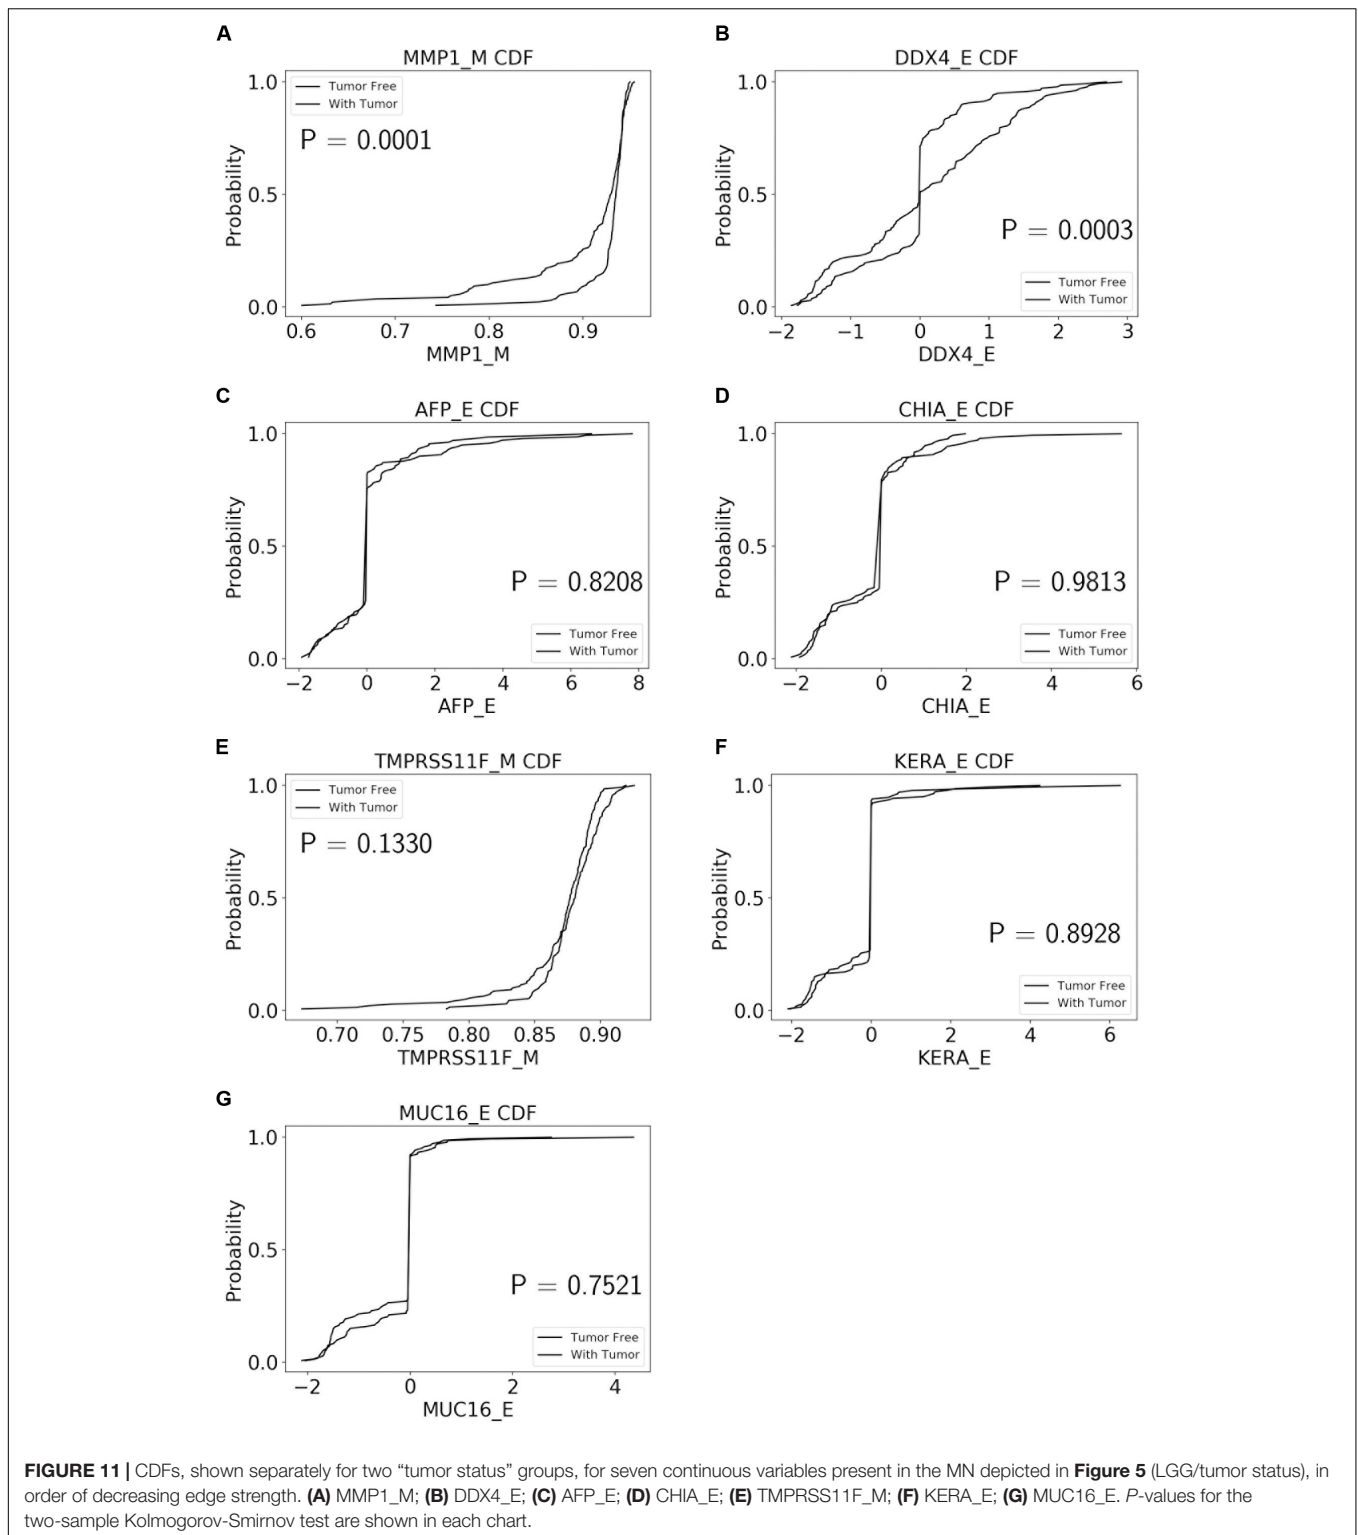 A
MMP1_M CDF
Tumor Free
With Tumor
P = 0.0001
Probability
1.0
0.5
0.0
0.6 0.7 0.8 0.9
MMP1_M
B
DDX4_E CDF
P = 0.0003
Tumor Free
With Tumor
Probability
1.0
0.5
0.0
−2 −1 0 1 2 3
DDX4_E
C
AFP_E CDF
P = 0.8208
Tumor Free
With Tumor
Probability
1.0
0.5
0.0
−2 0 2 4 6 8
AFP_E
D
CHIA_E CDF
P = 0.9813
Tumor Free
With Tumor
Probability
1.0
0.5
0.0
−2 0 2 4 6
CHIA_E
E
TMPRSS11F_M CDF
Tumor Free
With Tumor
P = 0.1330
Probability
1.0
0.5
0.0
0.70 0.75 0.80 0.85 0.90
TMPRSS11F_M
F
KERA_E CDF
P = 0.8928
Tumor Free
With Tumor
Probability
1.0
0.5
0.0
−2 0 2 4 6
KERA_E
G
MUC16_E CDF
P = 0.7521
Tumor Free
With Tumor
Probability
1.0
0.5
0.0
−2 0 2 4
MUC16_E
FIGURE 11 | CDFs, shown separately for two “tumor status” groups, for seven continuous variables present in the MN depicted in Figure 5 (LGG/tumor status), in
order of decreasing edge strength. (A) MMP1_M; (B) DDX4_E; (C) AFP_E; (D) CHIA_E; (E) TMPRSS11F_M; (F) KERA_E; (G) MUC16_E. P-values for the
two-sample Kolmogorov-Smirnov test are shown in each chart.